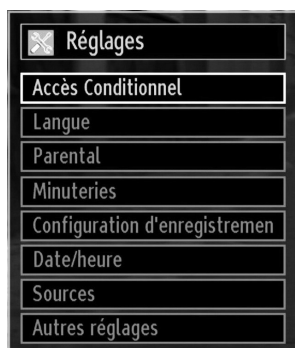 Réglages
Accès Conditionnel
Langue
Parental
Minuteries
Configuration d'enregistremen
Date/heure
Sources
Autres réglages